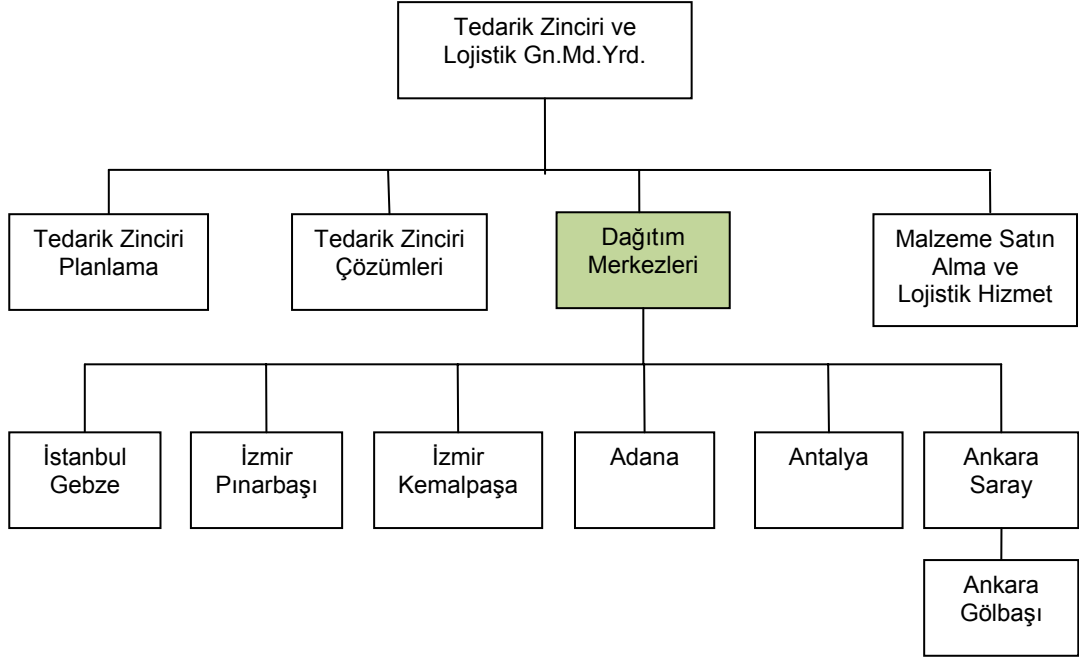 Tedarik Zinciri ve
Lojistik Gn.Md.Yrd.
Tedarik Zinciri
Planlama
Tedarik Zinciri
Çözümleri
Dağıtım
Merkezleri
Malzeme Satın
Alma ve
Lojistik Hizmet
İstanbul
Gebze
İzmir
Pınarbaşı
İzmir
Kemalpaşa
Adana
Antalya
Ankara
Saray
Ankara
Gölbaşı